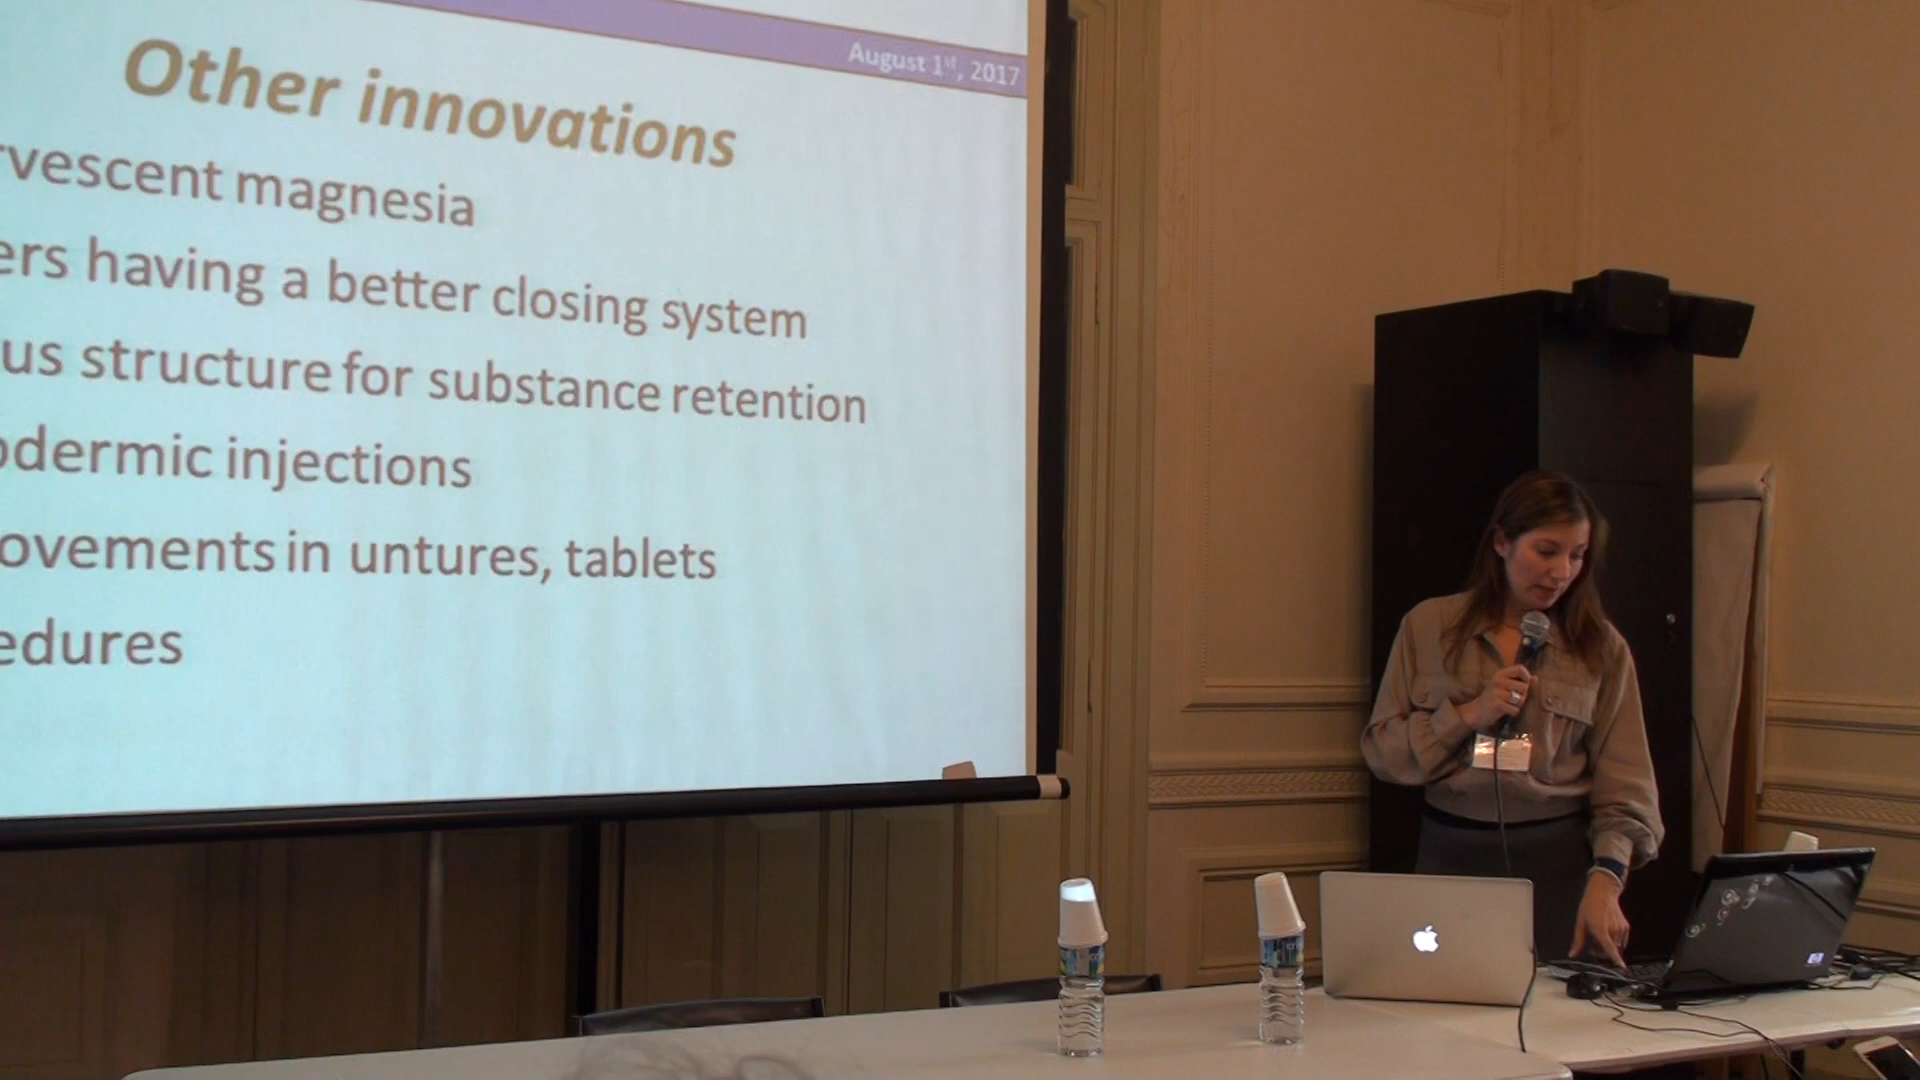 August 1st, 2017
Other innovations
rvescent magnesia
ers having a better closing system
us structure for substance retention
odermic injections
ovements in untures, tablets
edures